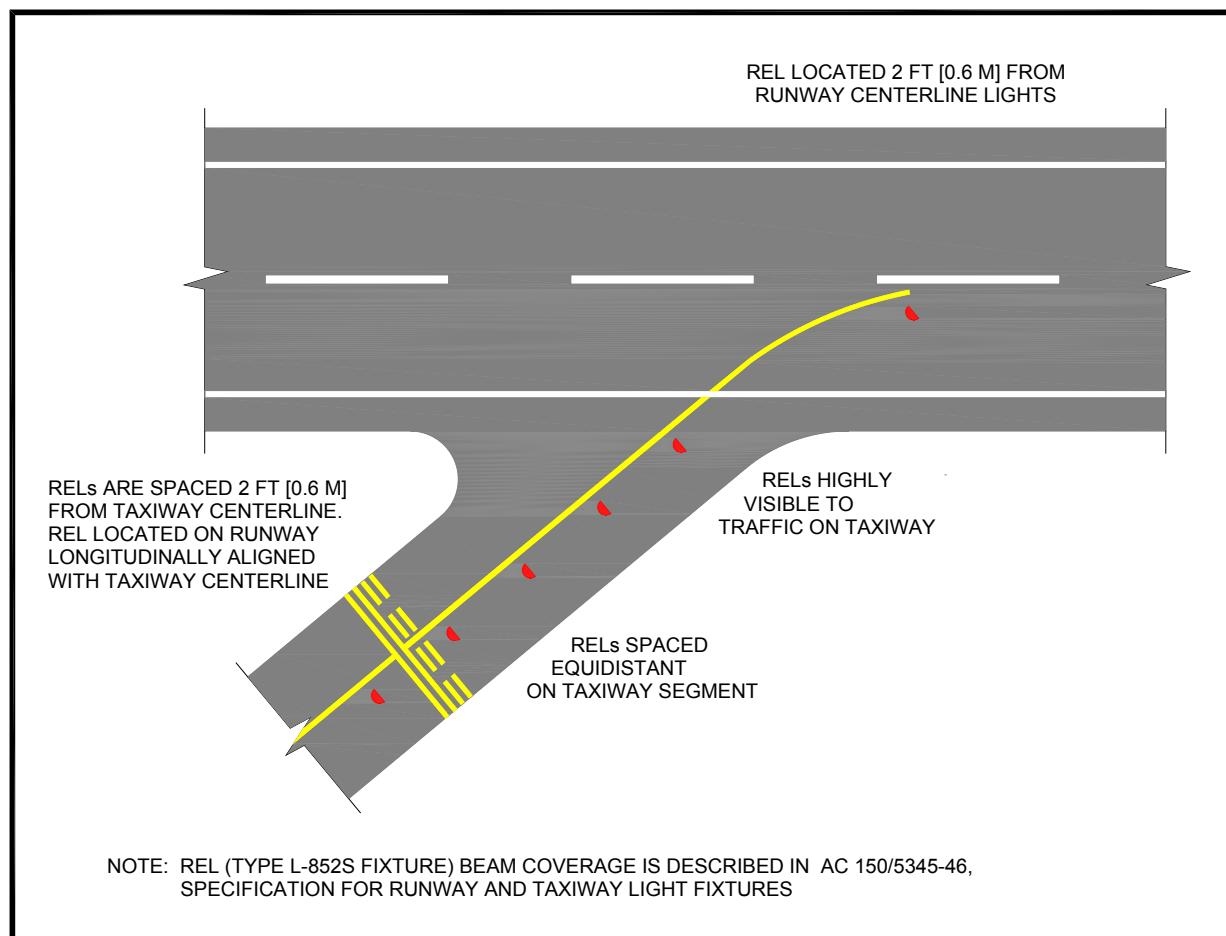 REL LOCATED 2 FT [0.6 M] FROM
RUNWAY CENTERLINE LIGHTS
RELs ARE SPACED 2 FT [0.6 M]
FROM TAXIWAY CENTERLINE.
REL LOCATED ON RUNWAY
LONGITUDINALLY ALIGNED
WITH TAXIWAY CENTERLINE
RELs HIGHLY
VISIBLE TO
TRAFFIC ON TAXIWAY
RELs SPACED
EQUIDISTANT
ON TAXIWAY SEGMENT
NOTE: REL (TYPE L-852S FIXTURE) BEAM COVERAGE IS DESCRIBED IN AC 150/5345-46,
SPECIFICATION FOR RUNWAY AND TAXIWAY LIGHT FIXTURES